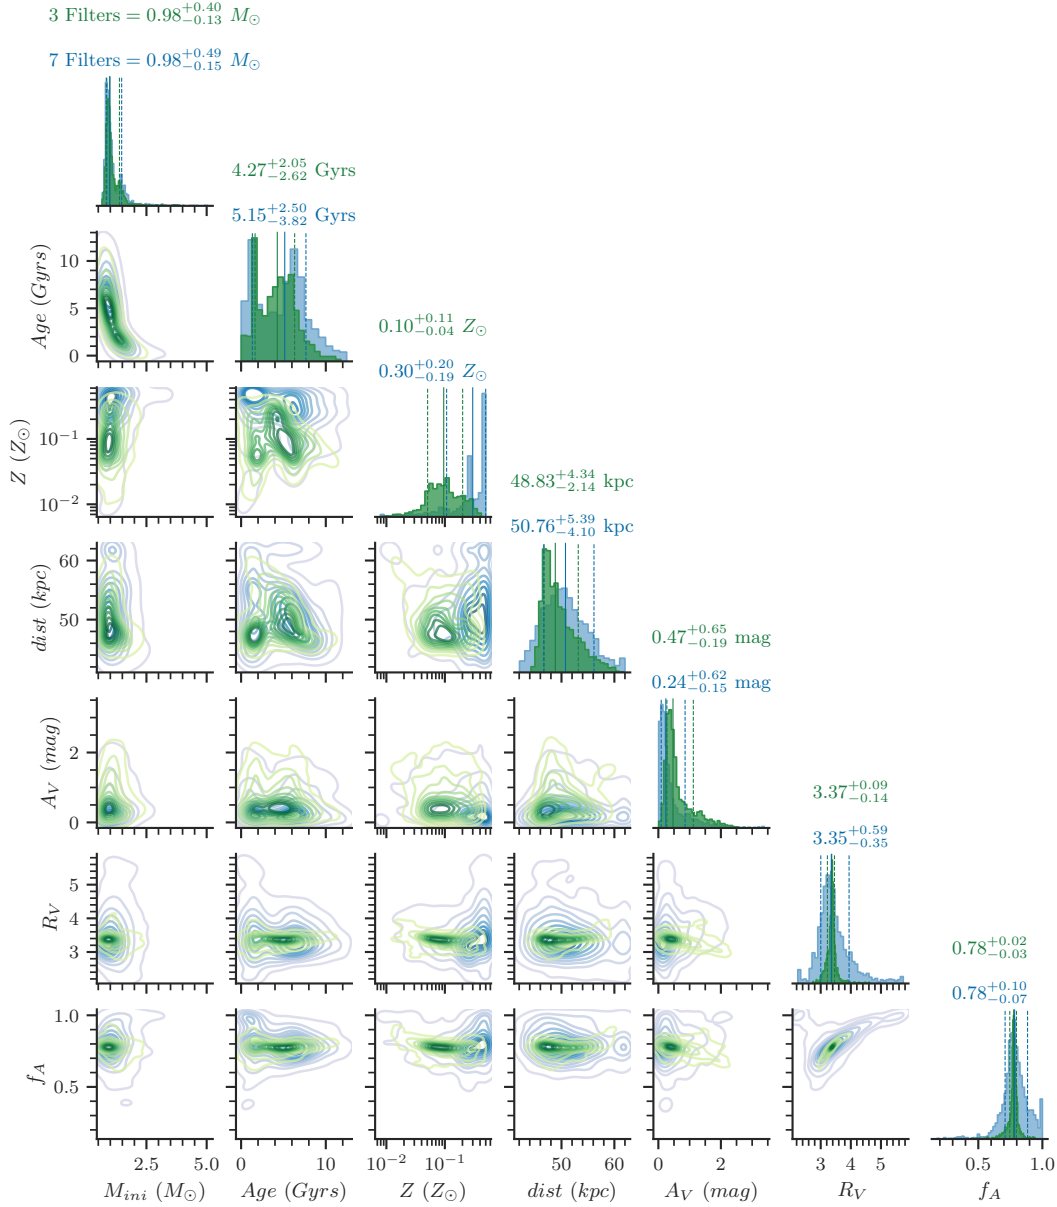 3 Filters = 0.98^{+0.40}_{-0.13} M_⊙
7 Filters = 0.98^{+0.49}_{-0.15} M_⊙
4.27^{+2.05}_{-2.62} Gyrs
5.15^{+2.50}_{-3.82} Gyrs
10
5
0
Age (Gyrs)
0.10^{+0.11}_{-0.04} Z_⊙
0.30^{+0.20}_{-0.19} Z_⊙
10^{-1}
10^{-2}
Z (Z_⊙)
48.83^{+4.34}_{-2.14} kpc
50.76^{+5.39}_{-4.10} kpc
60
50
dist (kpc)
0.47^{+0.65}_{-0.19} mag
0.24^{+0.62}_{-0.15} mag
2
0
A_V (mag)
3.37^{+0.09}_{-0.14}
3.35^{+0.59}_{-0.35}
5
4
3
R_V
0.78^{+0.02}_{-0.03}
0.78^{+0.10}_{-0.07}
1.0
0.5
f_A
2.5 5.0 0 10 10^{-2} 10^{-1} 50 60 0 2 3 4 5 0.5 1.0
M_{ini} (M_⊙) Age (Gyrs) Z (Z_⊙) dist (kpc) A_V (mag) R_V f_A